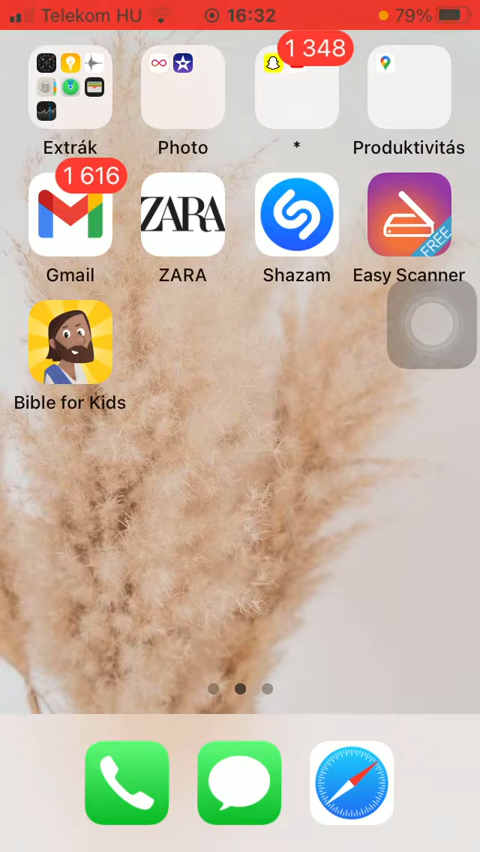 Telekom HU 16:32 79%
1 348
Extrák Photo * Produktivitás
1 616
ZARA
FREE
Gmail ZARA Shazam Easy Scanner
Bible for Kids